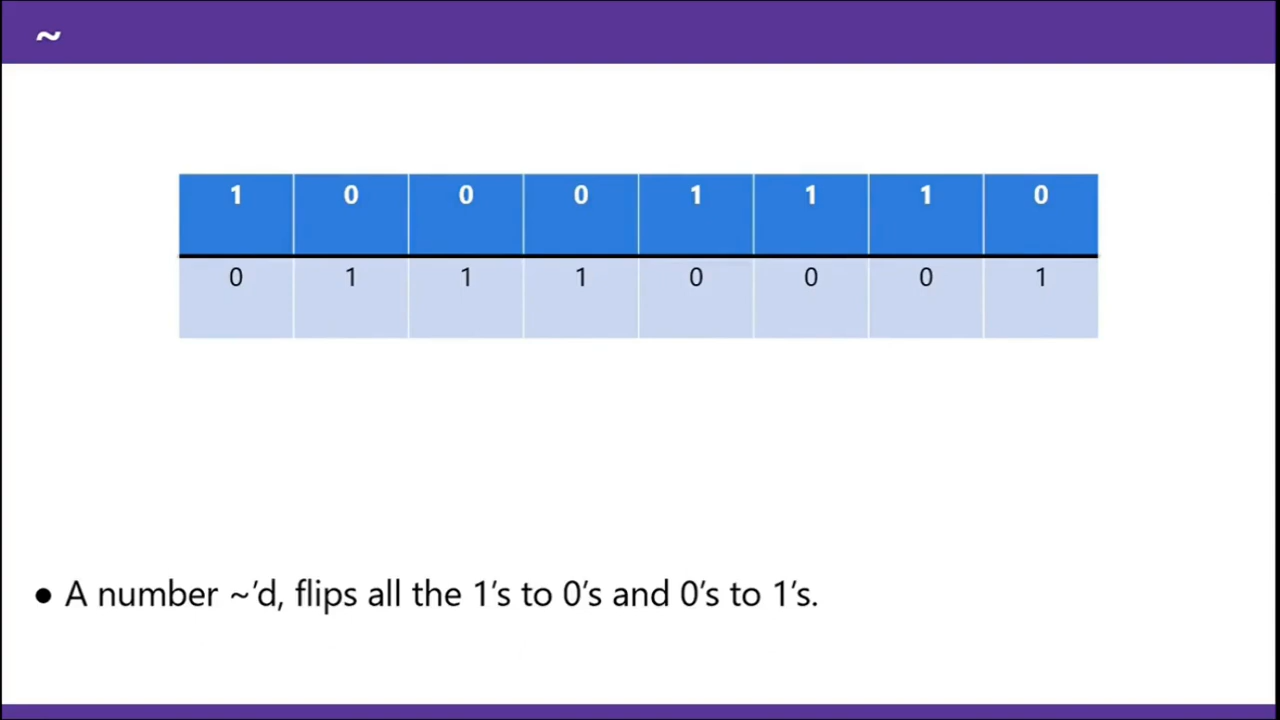 ~
1 0 0 0 1 1 1 0
0 1 1 1 0 0 0 1
● A number ~’d, flips all the 1’s to 0’s and 0’s to 1’s.